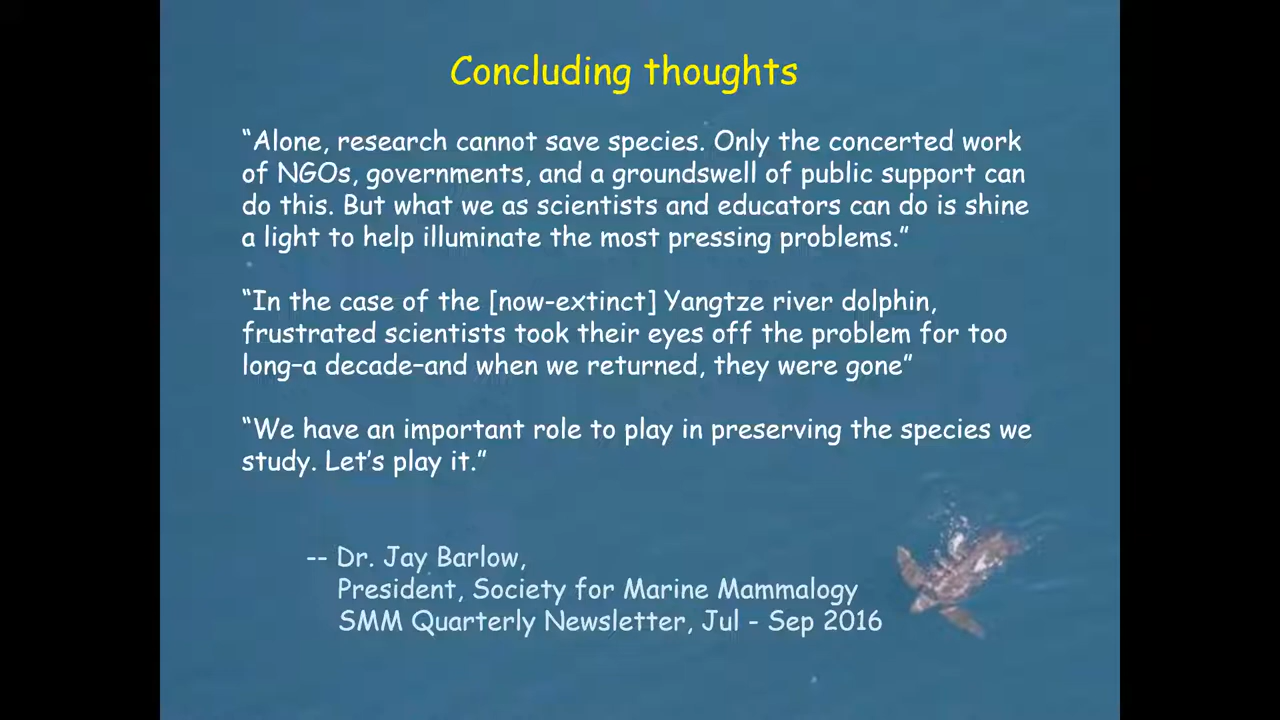 Concluding thoughts
“Alone, research cannot save species. Only the concerted work
of NGOs, governments, and a groundswell of public support can
do this. But what we as scientists and educators can do is shine
a light to help illuminate the most pressing problems.”
“In the case of the [now-extinct] Yangtze river dolphin,
frustrated scientists took their eyes off the problem for too
long–a decade–and when we returned, they were gone”
“We have an important role to play in preserving the species we
study. Let’s play it.”
-- Dr. Jay Barlow,
President, Society for Marine Mammalogy
SMM Quarterly Newsletter, Jul - Sep 2016